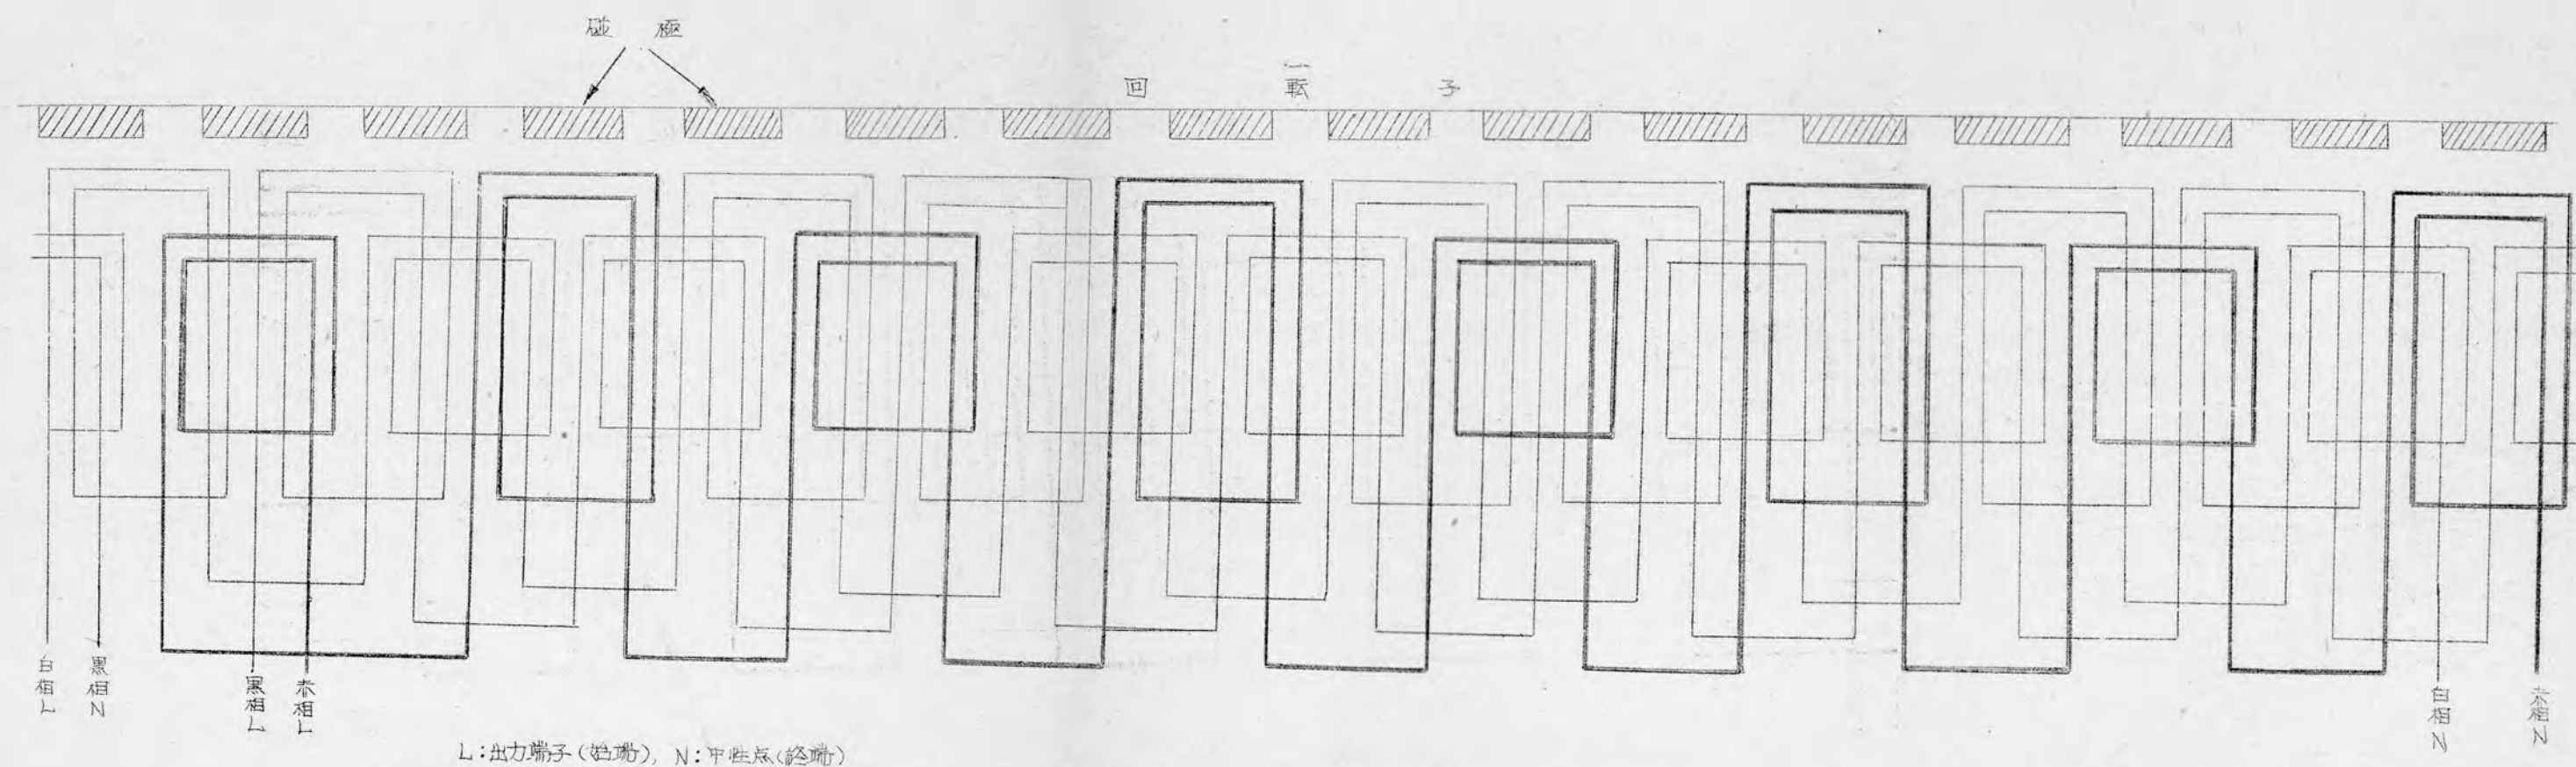 磁極
回転子
白相L
黒相N
黒相L
赤相L
白相N
赤相N
L:出力端子(始端), N:中性点(終端)